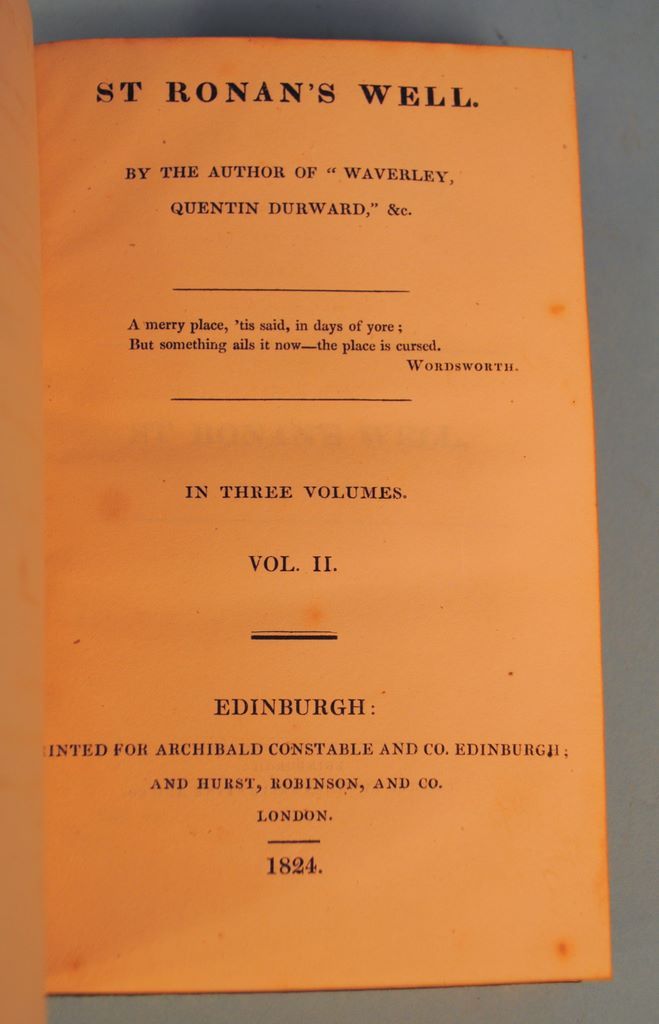 ST RONAN'S WELL.
BY THE AUTHOR OF “ WAVERLEY,
QUENTIN DURWARD,” &c.
A merry place, 'tis said, in days of yore ;
But something ails it now—the place is cursed.
WORDSWORTH.
IN THREE VOLUMES.
VOL. II.
EDINBURGH:
INTED FOR ARCHIBALD CONSTABLE AND CO. EDINBURGH ;
AND HURST, ROBINSON, AND CO.
LONDON.
1824.